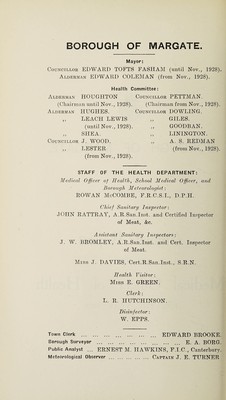 BOROUGH OF MARGATE.
Mayor:
COUNCILLOR EDWARD TOFTS FASHAM (until Nov., 1928).
ALDERMAN EDWARD COLEMAN (from Nov., 1928).
Health Committee:
ALDERMAN HOUGHTON COUNCILLOR PETTMAN.
(Chairman until Nov., 1928). (Chairman from Nov., 1928).
ALDERMAN HUGHES. COUNCILLOR DOWLING.
,, LEACH LEWIS ,, GILES.
(until Nov., 1928). ,, GOODBAN.
,, SHEA. ,, LININGTON.
COUNCILLOR J. WOOD. ,, A. S. REDMAN
,, LESTER (from Nov., 1928).
(from Nov., 1928).
STAFF OF THE HEALTH DEPARTMENT:
Medical Officer of Health, School Medical Officer, and
Borough Meteorologist:
ROWAN McCOMBE, F.R.C.S.I., D.P.H.
Chief Sanitary Inspector:
JOHN RATTRAY, A.R.San.Inst. and Certified Inspector
of Meat, &c.
Assistant Sanitary Inspectors:
J. W. BROMLEY, A.R.San.Inst. and Cert. Inspector
of Meat.
MISS J. DAVIES, Cert.R.San.Inst., S.R.N.
Health Visitor:
MISS E. GREEN.
Clerk:
L. R. HUTCHINSON.
Disinfector:
W. EPPS.
Town Clerk ... ... ... ... ... ... EDWARD BROOKE.
Borough Surveyor ... ... ... ... ... E. A. BORG.
Public Analyst ... ERNEST M. HAWKINS, F.I.C., Canterbury.
Meteorological Observer ... ... ... CAPTAIN J. E. TURNER